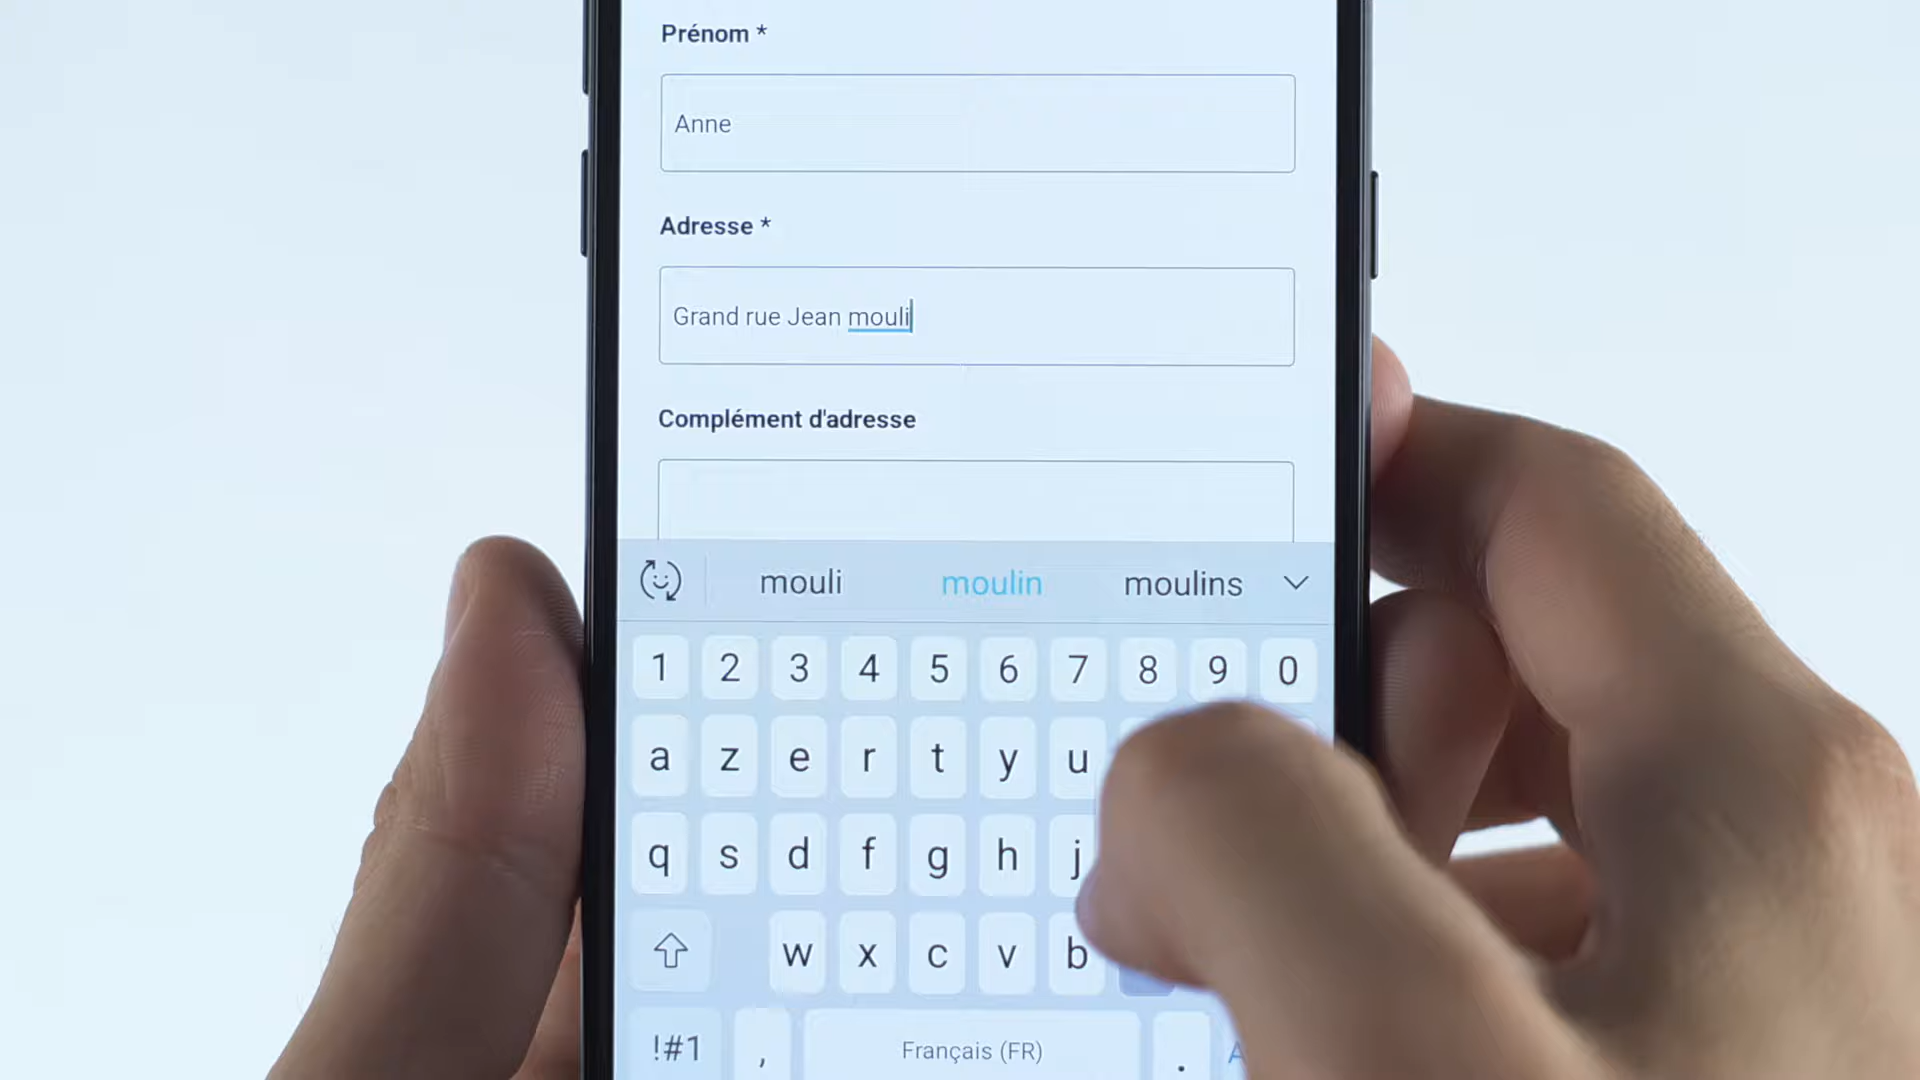 Prénom *
Anne
Adresse *
Grand rue Jean mouli
Complément d'adresse
mouli moulin moulins
1 2 3 4 5 6 7 8 9 0
a z e r t y u
q s d f g h j
w x c v b
!#1 , Français (FR) .